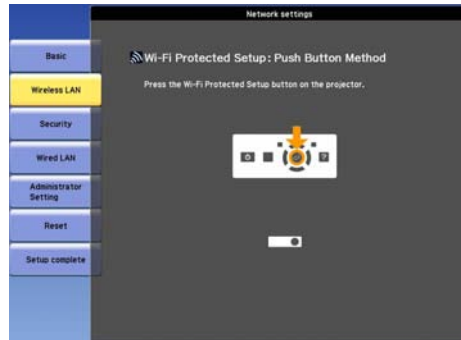 Network settings
Basic
Wireless LAN
Security
Wired LAN
Administrator
Setting
Reset
Setup complete
Wi-Fi Protected Setup: Push Button Method
Press the Wi-Fi Protected Setup button on the projector.
?